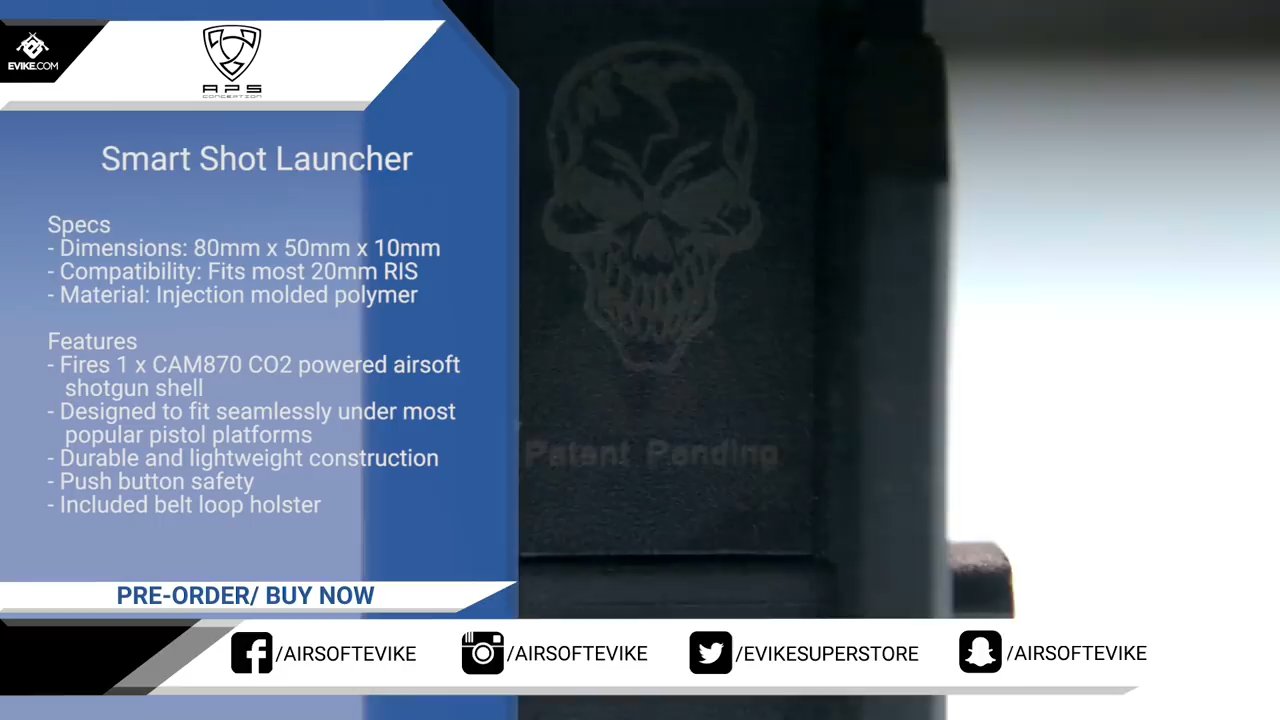 EVIKE.COM
APS
CONCEPTION
Smart Shot Launcher
Specs
- Dimensions: 80mm x 50mm x 10mm
- Compatibility: Fits most 20mm RIS
- Material: Injection molded polymer
Features
- Fires 1 x CAM870 CO2 powered airsoft
shotgun shell
- Designed to fit seamlessly under most
popular pistol platforms
- Durable and lightweight construction
- Push button safety
- Included belt loop holster
Patent Pending
PRE-ORDER/ BUY NOW
/AIRSOFTEVIKE
/AIRSOFTEVIKE
/EVIKESUPERSTORE
/AIRSOFTEVIKE